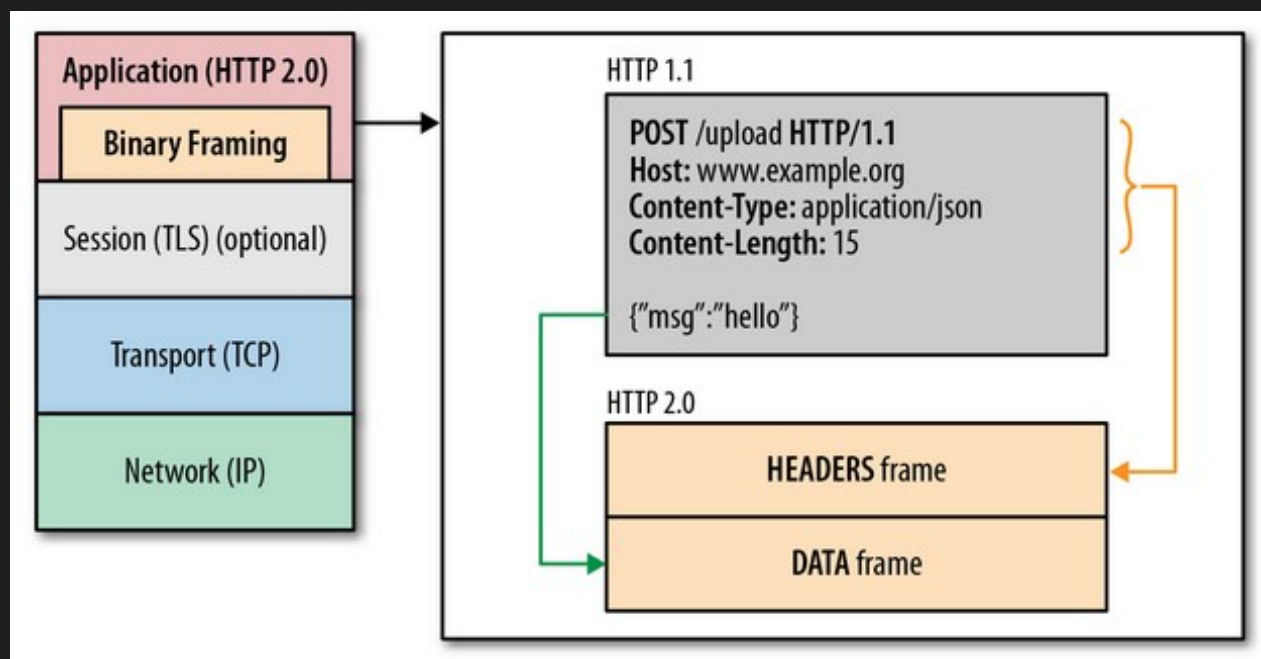 Application (HTTP 2.0)
Binary Framing
Session (TLS) (optional)
Transport (TCP)
Network (IP)
HTTP 1.1
POST /upload HTTP/1.1
Host: www.example.org
Content-Type: application/json
Content-Length: 15
{”msg”:”hello”}
HTTP 2.0
HEADERS frame
DATA frame